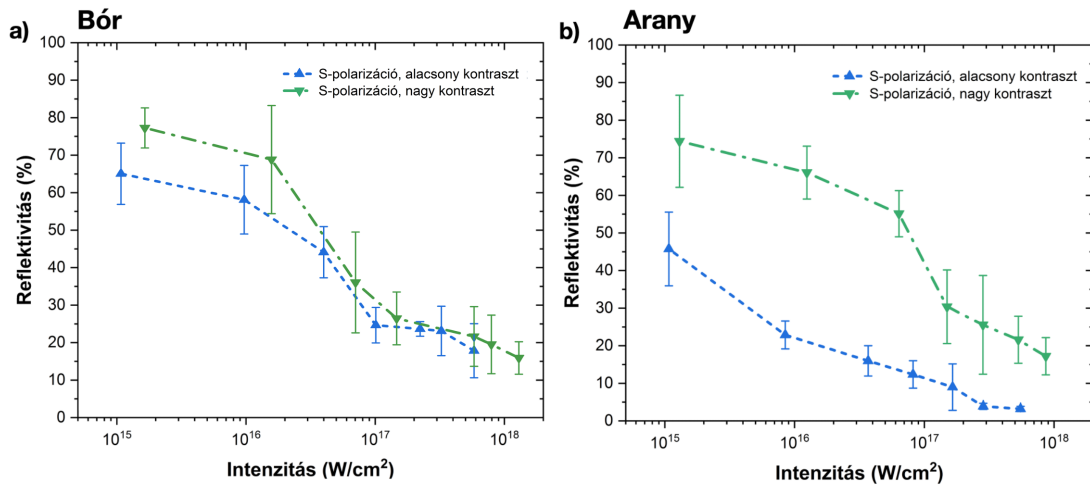 a)
Bór
100
90
80
70
60
50
40
30
20
10
0
Reflektivitás (%)
S-polarizáció, alacsony kontraszt
S-polarizáció, nagy kontraszt
10¹⁵
10¹⁶
10¹⁷
10¹⁸
Intenzitás (W/cm²)
b)
Arany
100
90
80
70
60
50
40
30
20
10
0
Reflektivitás (%)
S-polarizáció, alacsony kontraszt
S-polarizáció, nagy kontraszt
10¹⁵
10¹⁶
10¹⁷
10¹⁸
Intenzitás (W/cm²)